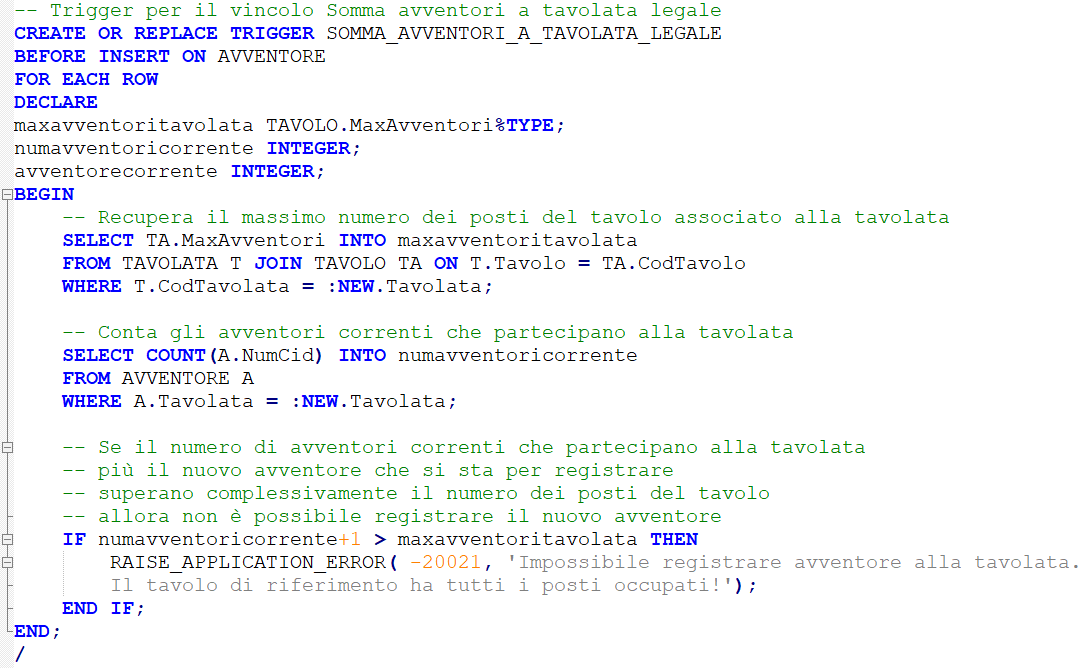 -- Trigger per il vincolo Somma avventori a tavolata legale
CREATE OR REPLACE TRIGGER SOMMA_AVVENTORI_A_TAVOLATA_LEGALE
BEFORE INSERT ON AVVENTORE
FOR EACH ROW
DECLARE
maxavventoritavolata TAVOLO.MaxAvventori%TYPE;
numavventoricorrente INTEGER;
avventorecorrente INTEGER;
BEGIN
    -- Recupera il massimo numero dei posti del tavolo associato alla tavolata
    SELECT TA.MaxAvventori INTO maxavventoritavolata
    FROM TAVOLATA T JOIN TAVOLO TA ON T.Tavolo = TA.CodTavolo
    WHERE T.CodTavolata = :NEW.Tavolata;

    -- Conta gli avventori correnti che partecipano alla tavolata
    SELECT COUNT(A.NumCid) INTO numavventoricorrente
    FROM AVVENTORE A
    WHERE A.Tavolata = :NEW.Tavolata;

    -- Se il numero di avventori correnti che partecipano alla tavolata
    -- più il nuovo avventore che si sta per registrare
    -- superano complessivamente il numero dei posti del tavolo
    -- allora non è possibile registrare il nuovo avventore
    IF numavventoricorrente+1 > maxavventoritavolata THEN
        RAISE_APPLICATION_ERROR( -20021, 'Impossibile registrare avventore alla tavolata.
        Il tavolo di riferimento ha tutti i posti occupati!');
    END IF;
END;
/